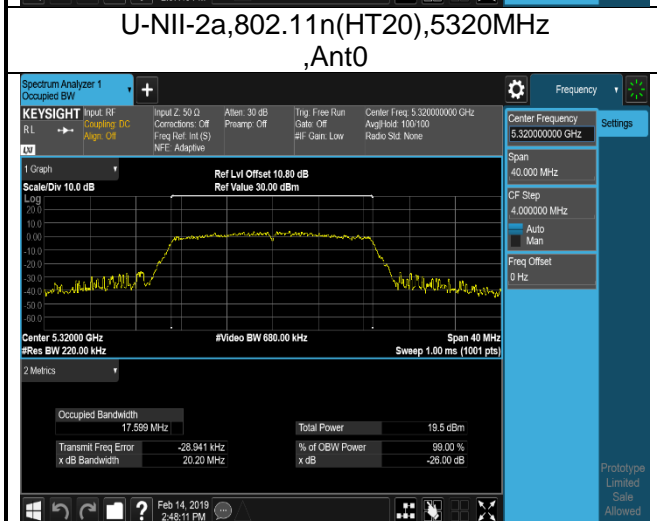 U-NII-2a,802.11n(HT20),5320MHz
,Ant0
Spectrum Analyzer 1
Occupied BW
Frequency
KEYSIGHT Input: RF
RL
Coupling: DC
Align: Off
LXI
Input Z: 50 Ω
Corrections: Off
Freq Ref: Int (S)
NFE: Adaptive
Atten: 30 dB
Preamp: Off
Trig: Free Run
Gate: Off
#IF Gain: Low
Center Freq: 5.320000000 GHz
Avg|Hold: 100/100
Radio Std: None
Center Frequency
5.320000000 GHz
Settings
Span
40.000 MHz
CF Step
4.000000 MHz
Auto
Man
Freq Offset
0 Hz
1 Graph
Scale/Div 10.0 dB
Ref Lvl Offset 10.80 dB
Ref Value 30.00 dBm
Log
20.0
10.0
0.00
-10.0
-20.0
-30.0
-40.0
-50.0
-60.0
Center 5.32000 GHz
#Video BW 680.00 kHz
Span 40 MHz
#Res BW 220.00 kHz
Sweep 1.00 ms (1001 pts)
2 Metrics
Occupied Bandwidth
17.599 MHz
Total Power 19.5 dBm
Transmit Freq Error -28.941 kHz
% of OBW Power 99.00 %
x dB Bandwidth 20.20 MHz
x dB -26.00 dB
Prototype
Limited
Sale
Allowed
Feb 14, 2019
2:48:11 PM